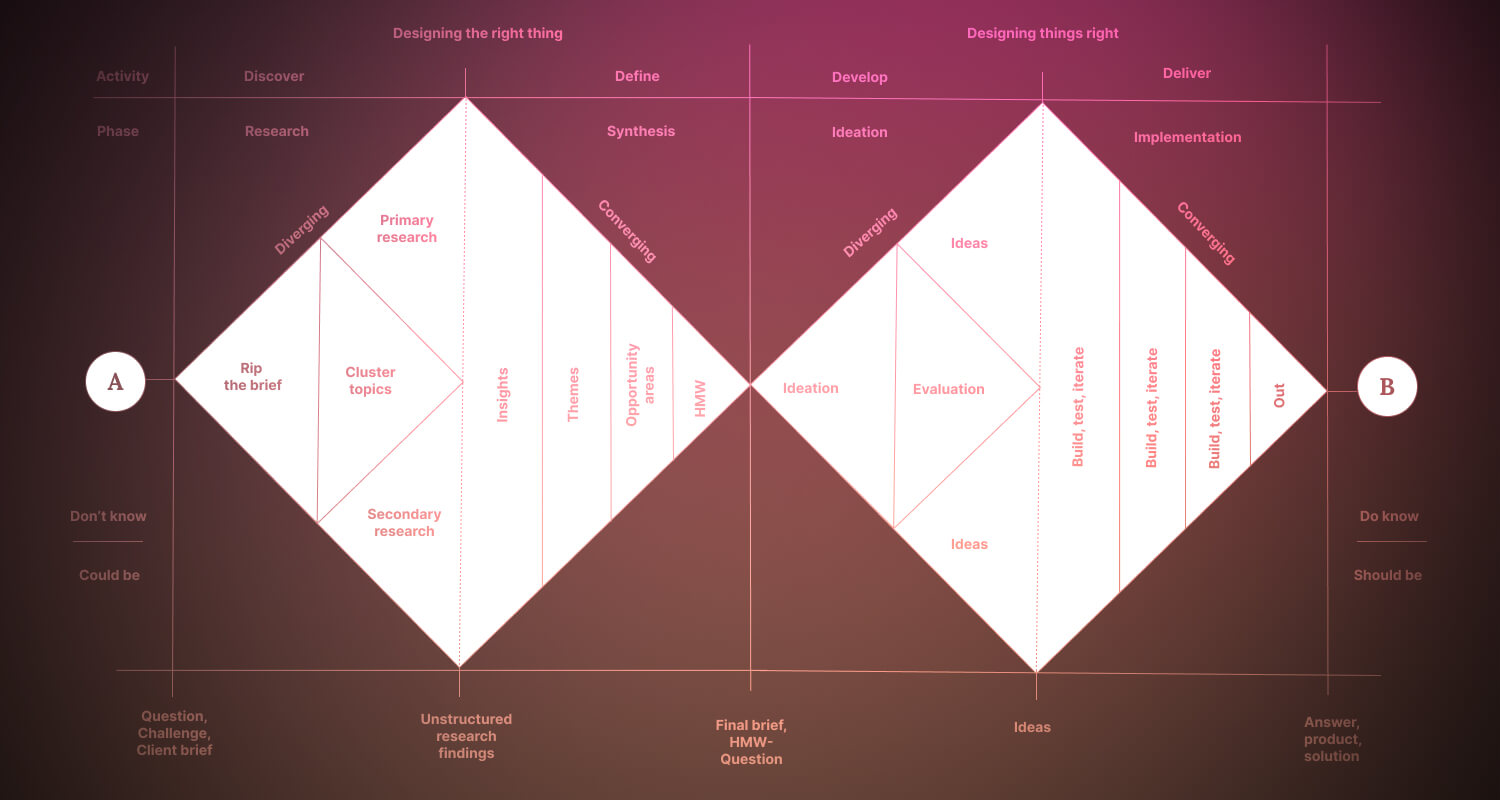 Designing the right thing
Designing things right
Activity
Discover
Define
Develop
Deliver
Phase
Research
Synthesis
Ideation
Implementation
Diverging
Converging
Diverging
Converging
Primary
research
Ideas
A
Rip
the brief
Cluster
topics
Insights
Themes
Opportunity
areas
HMW
Ideation
Evaluation
Build, test, iterate
Build, test, iterate
Build, test, iterate
Out
B
Secondary
research
Ideas
Don't know
Could be
Do know
Should be
Question,
Challenge,
Client brief
Unstructured
research
findings
Final brief,
HMW-
Question
Ideas
Answer,
product,
solution